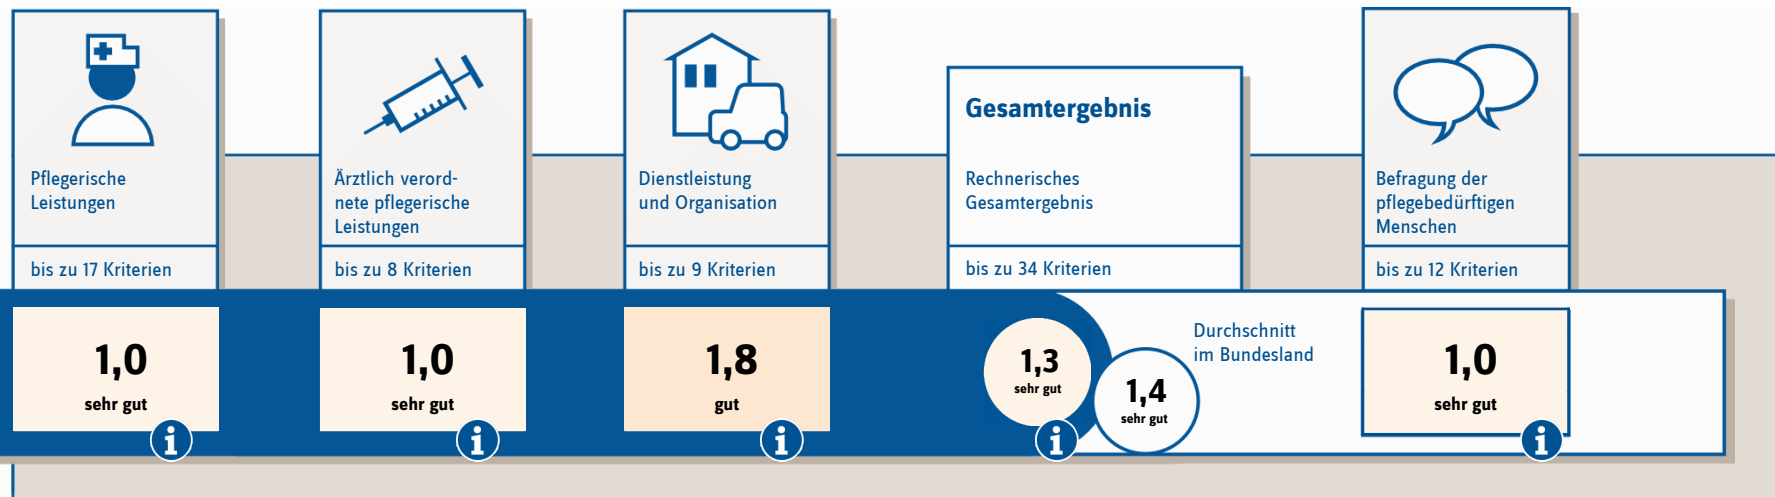 Pflegerische
Leistungen
bis zu 17 Kriterien
1,0
sehr gut
i
Ärztlich verord-
nete pflegerische
Leistungen
bis zu 8 Kriterien
1,0
sehr gut
i
Dienstleistung
und Organisation
bis zu 9 Kriterien
1,8
gut
i
Gesamtergebnis
Rechnerisches
Gesamtergebnis
bis zu 34 Kriterien
1,3
sehr gut
i
1,4
sehr gut
Durchschnitt
im Bundesland
Befragung der
pflegebedürftigen
Menschen
bis zu 12 Kriterien
1,0
sehr gut
i